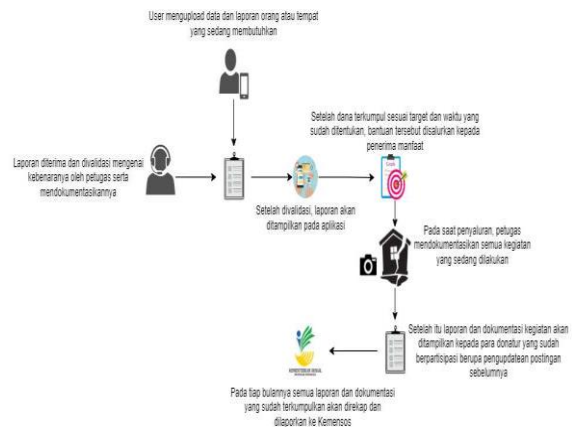 User mengupload data dan laporan orang atau tempat
yang sedang membutuhkan
Setelah dana terkumpul sesuai target dan waktu yang
sudah ditentukan, bantuan tersebut disalurkan kepada
penerima manfaat
Laporan diterima dan divalidasi mengenai
kebenaranya oleh petugas serta
mendokumentasikannya
Setelah divalidasi, laporan akan
ditampilkan pada aplikasi
Pada saat penyaluran, petugas
mendokumentasikan semua kegiatan
yang sedang dilakukan
Setelah itu laporan dan dokumentasi kegiatan akan
ditampilkan kepada para donatur yang sudah
berpartisipasi berupa pengupdatean postingan
sebelumnya
KEMENTERIAN SOSIAL
Pada tiap bulannya semua laporan dan dokumentasi
yang sudah terkumpulkan akan direkap dan
dilaporkan ke Kemensos